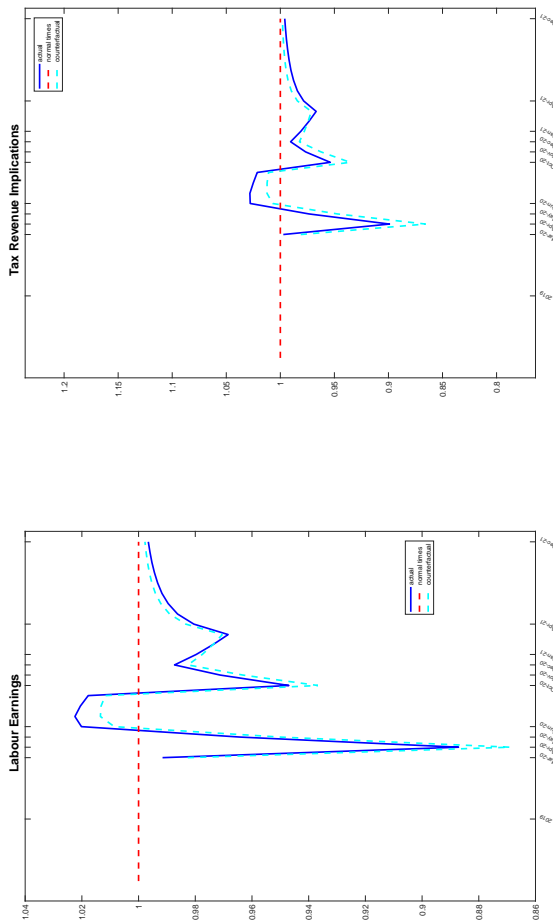 Labour Earnings
1.04
1.02
1
0.98
0.96
0.94
0.92
0.9
0.88
0.86
2019
actual
normal times
counterfactual
Tax Revenue Implications
1.2
1.15
1.1
1.05
1
0.95
0.9
0.85
0.8
2019
actual
normal times
counterfactual